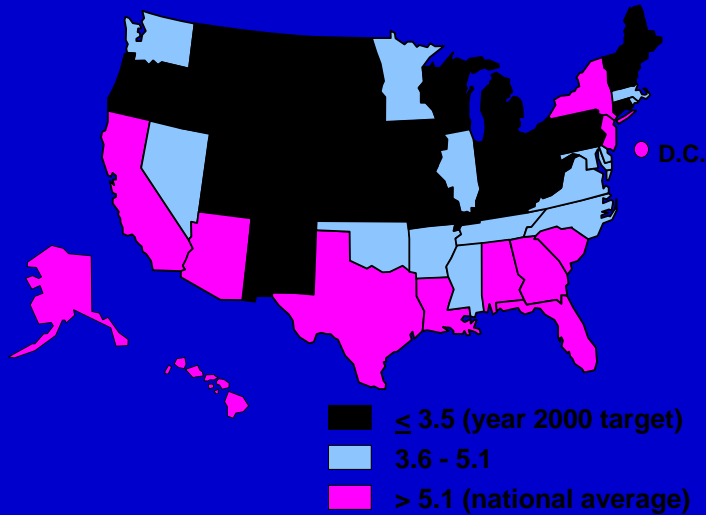 D.C.
≤ 3.5 (year 2000 target)
3.6 - 5.1
> 5.1 (national average)